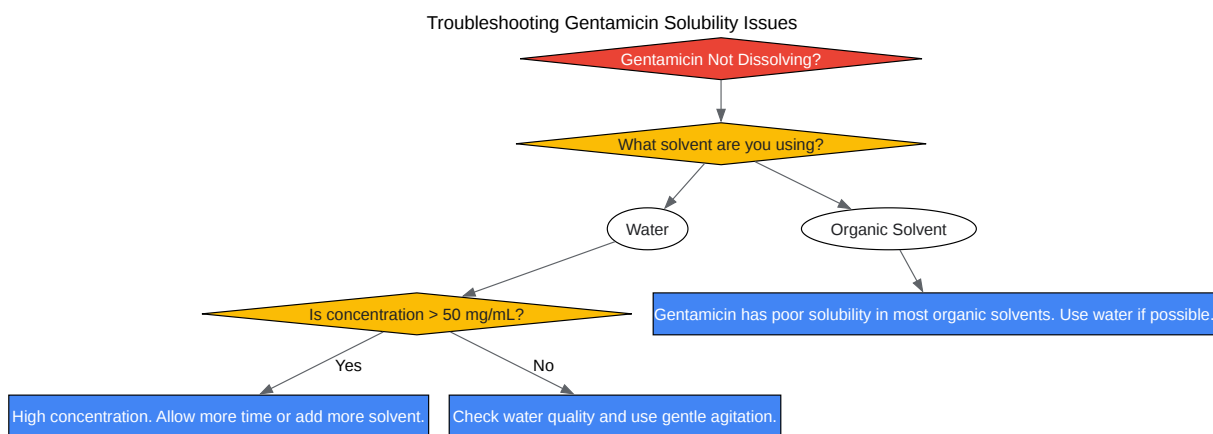 Troubleshooting Gentamicin Solubility Issues
Gentamicin Not Dissolving?
What solvent are you using?
Water
Organic Solvent
Is concentration > 50 mg/mL?
Gentamicin has poor solubility in most organic solvents. Use water if possible.
Yes
No
High concentration. Allow more time or add more solvent.
Check water quality and use gentle agitation.